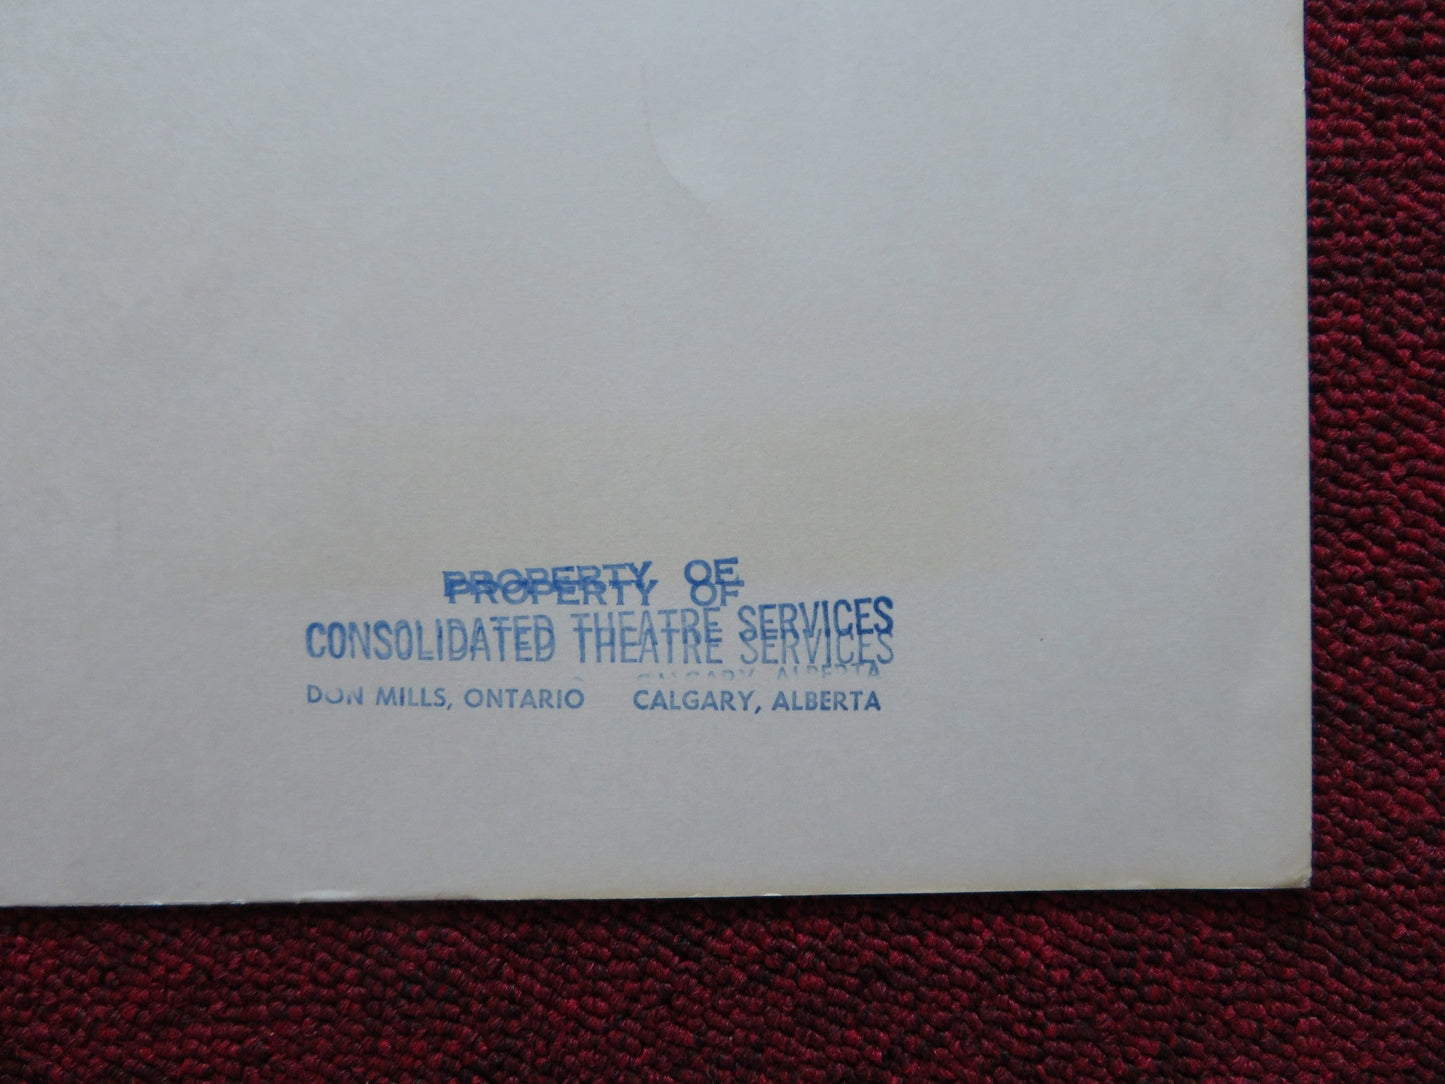 PROPERTY OF
CONSOLIDATED THEATRE SERVICES
DON MILLS, ONTARIO CALGARY, ALBERTA